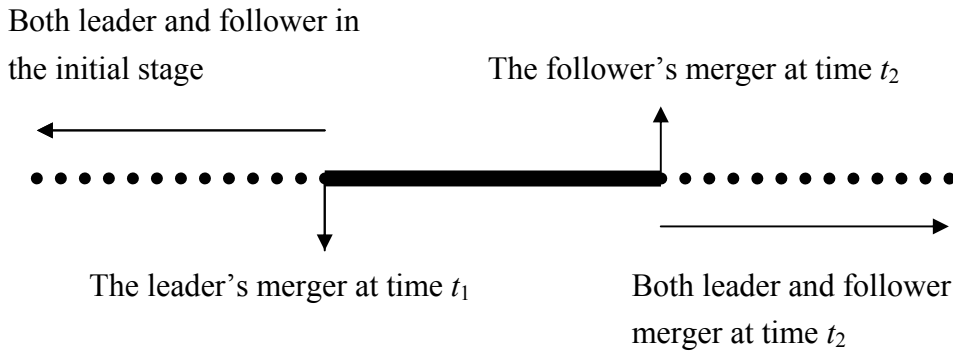 Both leader and follower in
the initial stage
The follower’s merger at time t₂
The leader’s merger at time t₁
Both leader and follower
merger at time t₂